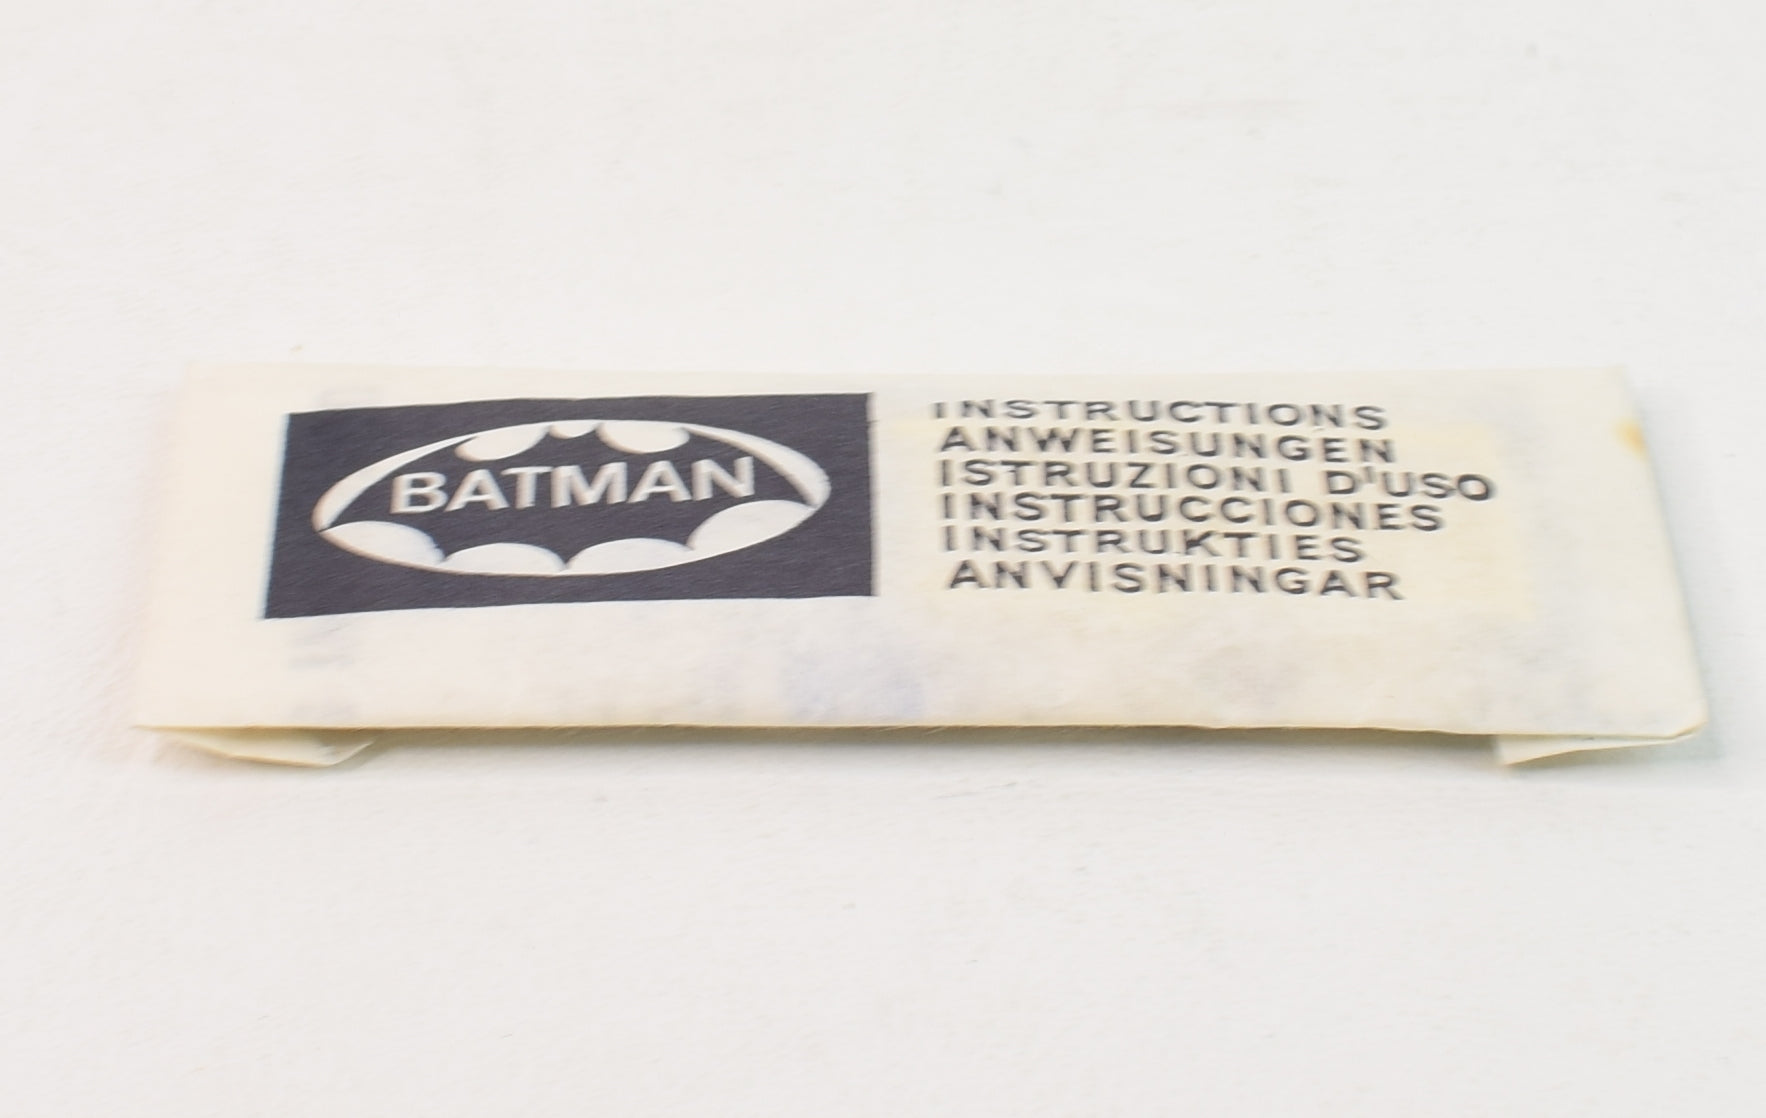 BATMAN
INSTRUCTIONS
ANWEISUNGEN
ISTRUZIONI D'USO
INSTRUCCIONES
INSTRUKTIES
ANVISNINGAR